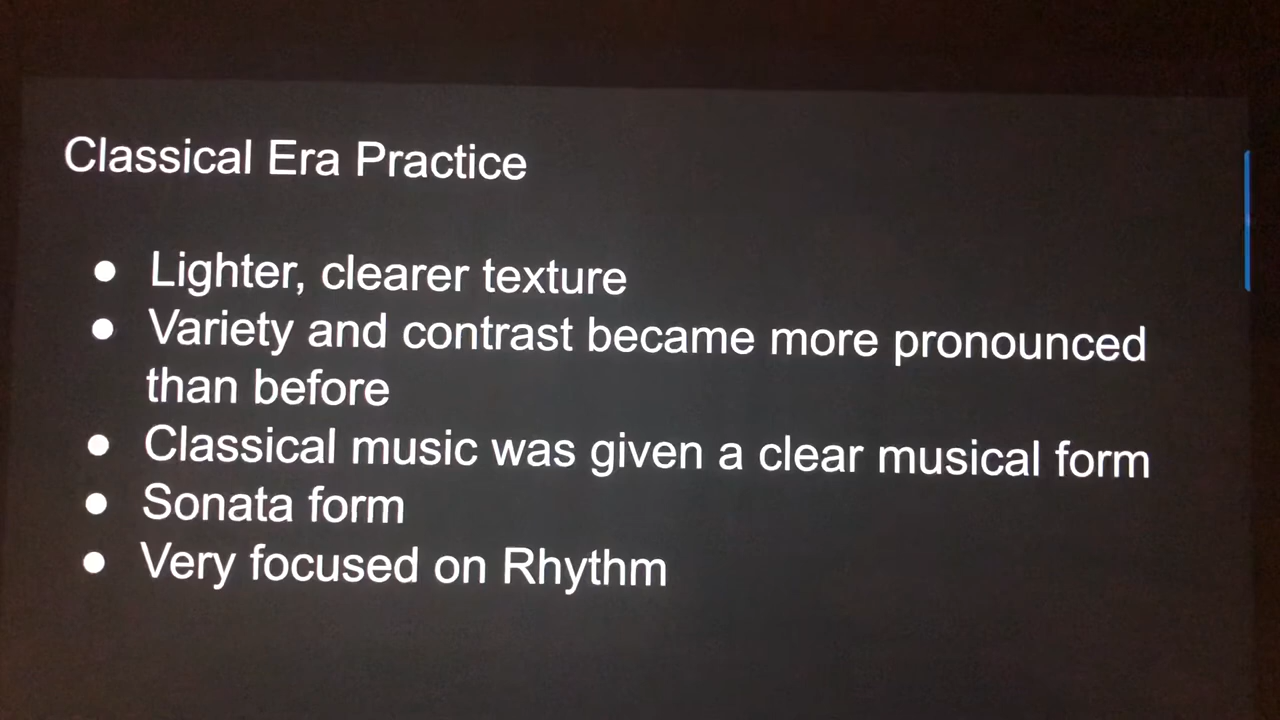 Classical Era Practice
● Lighter, clearer texture
● Variety and contrast became more pronounced
than before
● Classical music was given a clear musical form
● Sonata form
● Very focused on Rhythm